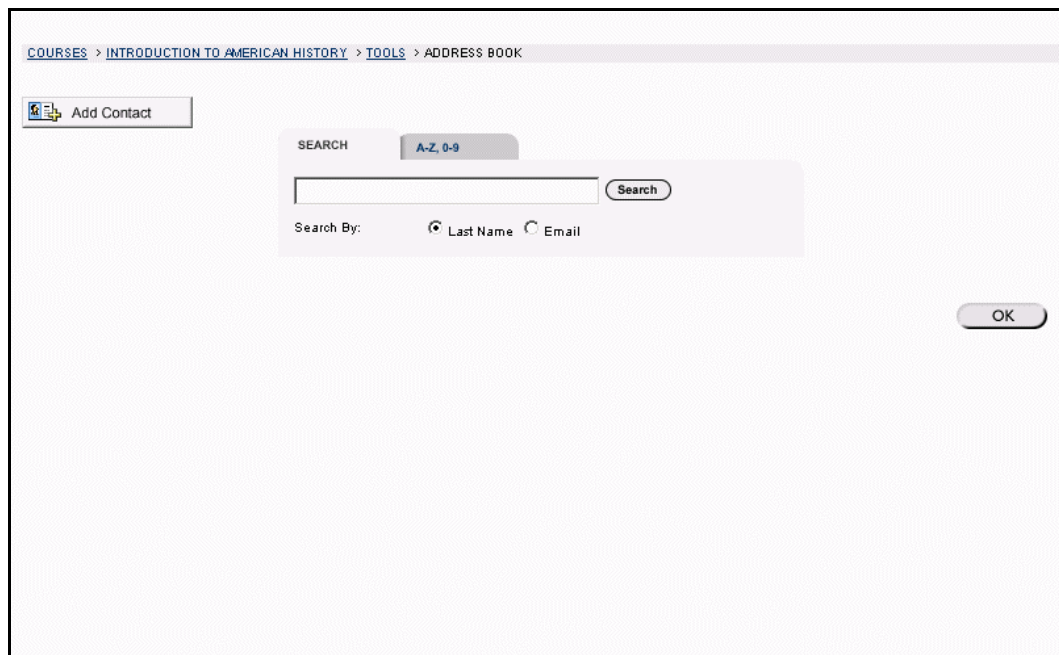 COURSES > INTRODUCTION TO AMERICAN HISTORY > TOOLS > ADDRESS BOOK
Add Contact
SEARCH A-Z, 0-9
Search
Search By: Last Name Email
OK